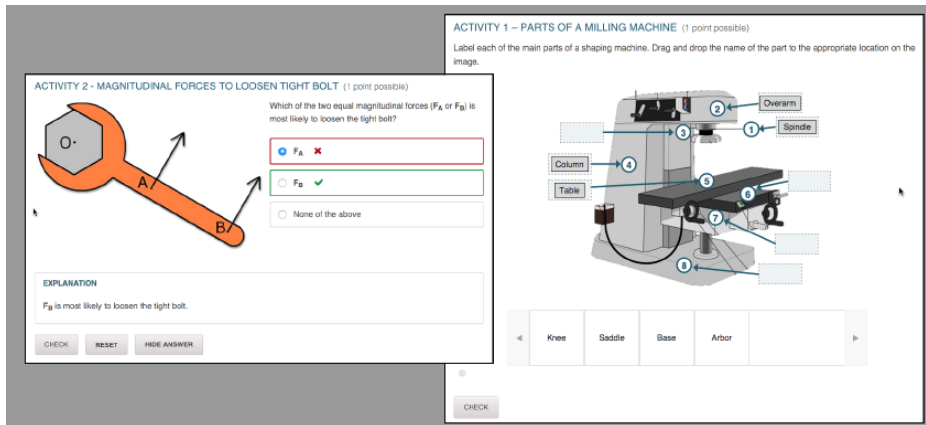 ACTIVITY 2 - MAGNITUDINAL FORCES TO LOOSEN TIGHT BOLT (1 point possible)
Which of the two equal magnitudinal forces (FA or FB) is
most likely to loosen the tight bolt?
O
A
B
FA
FB
None of the above
EXPLANATION
FB is most likely to loosen the tight bolt.
CHECK
RESET
HIDE ANSWER
ACTIVITY 1 – PARTS OF A MILLING MACHINE (1 point possible)
Label each of the main parts of a shaping machine. Drag and drop the name of the part to the appropriate location on the
image.
2
Overarm
3
1
Spindle
Column
4
Table
5
6
7
8
Knee
Saddle
Base
Arbor
CHECK